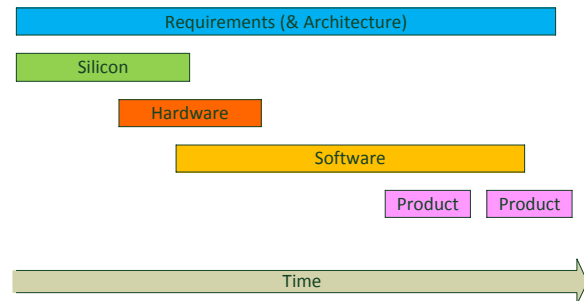 Requirements (& Architecture)
Silicon
Hardware
Software
Product Product
Time